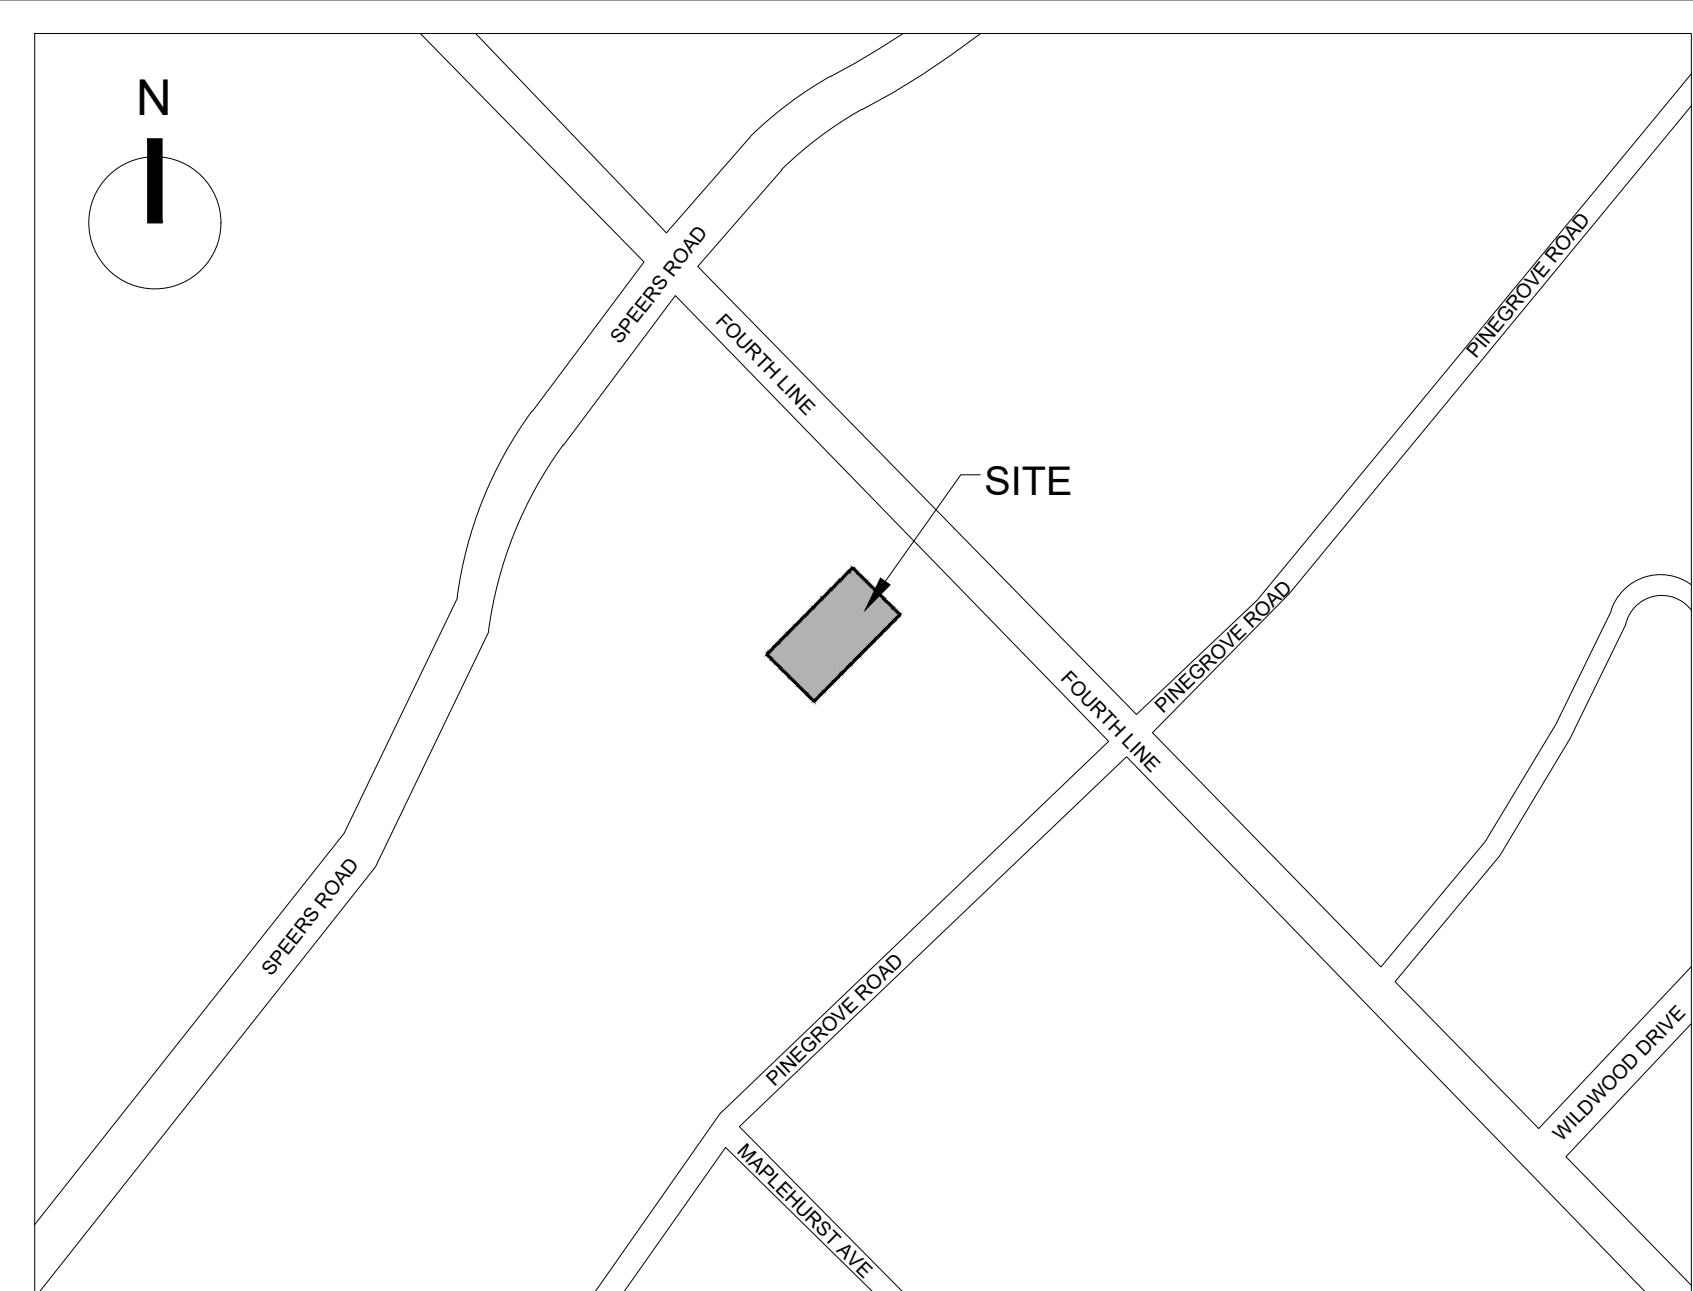 N
SPEERS ROAD
PINEGROVE ROAD
FOURTH LINE
SITE
PINEGROVE ROAD
FOURTH LINE
SPEERS ROAD
PINEGROVE ROAD
WILDWOOD DRIVE
MAPLEHURST AVE